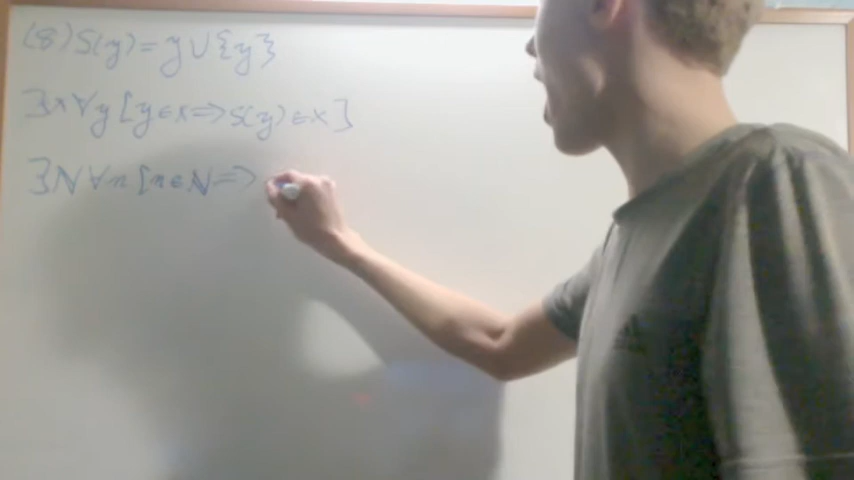 (8) S(y) = y ∪ {y}
∃x∀y[y∈x⇒S(y)∈x]
∃N∀n[n∈N⇒